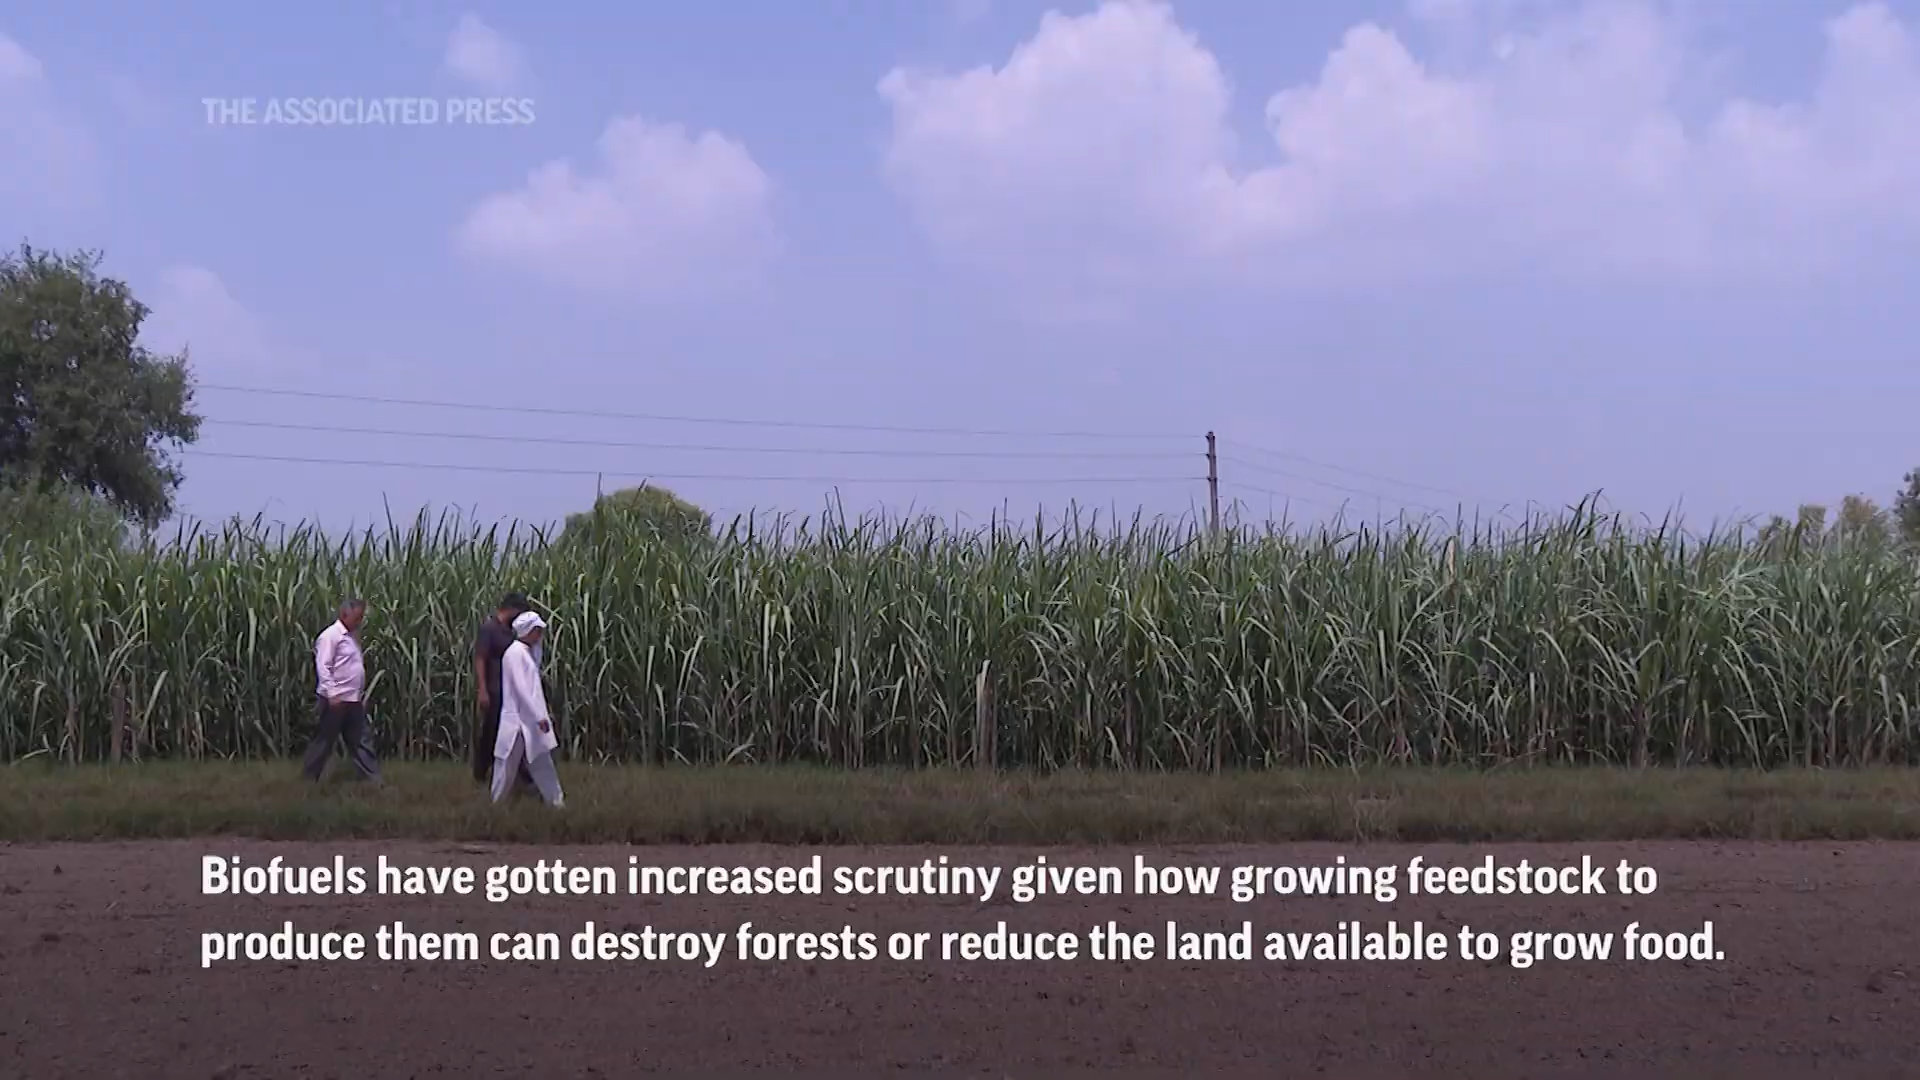 THE ASSOCIATED PRESS
Biofuels have gotten increased scrutiny given how growing feedstock to
produce them can destroy forests or reduce the land available to grow food.